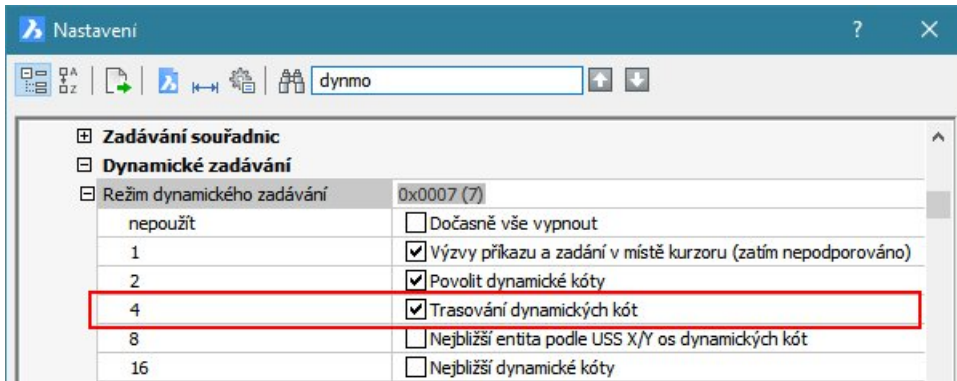 Nastavení
dynmo
Zadávání souřadnic
Dynamické zadávání
Režim dynamického zadávání 0x0007 (7)
nepoužít Dočasně vše vypnout
1 Výzvy příkazu a zadání v místě kurzoru (zatím nepodporováno)
2 Povolit dynamické kóty
4 Trasování dynamických kót
8 Nejbližší entita podle USS X/Y os dynamických kót
16 Nejbližší dynamické kóty